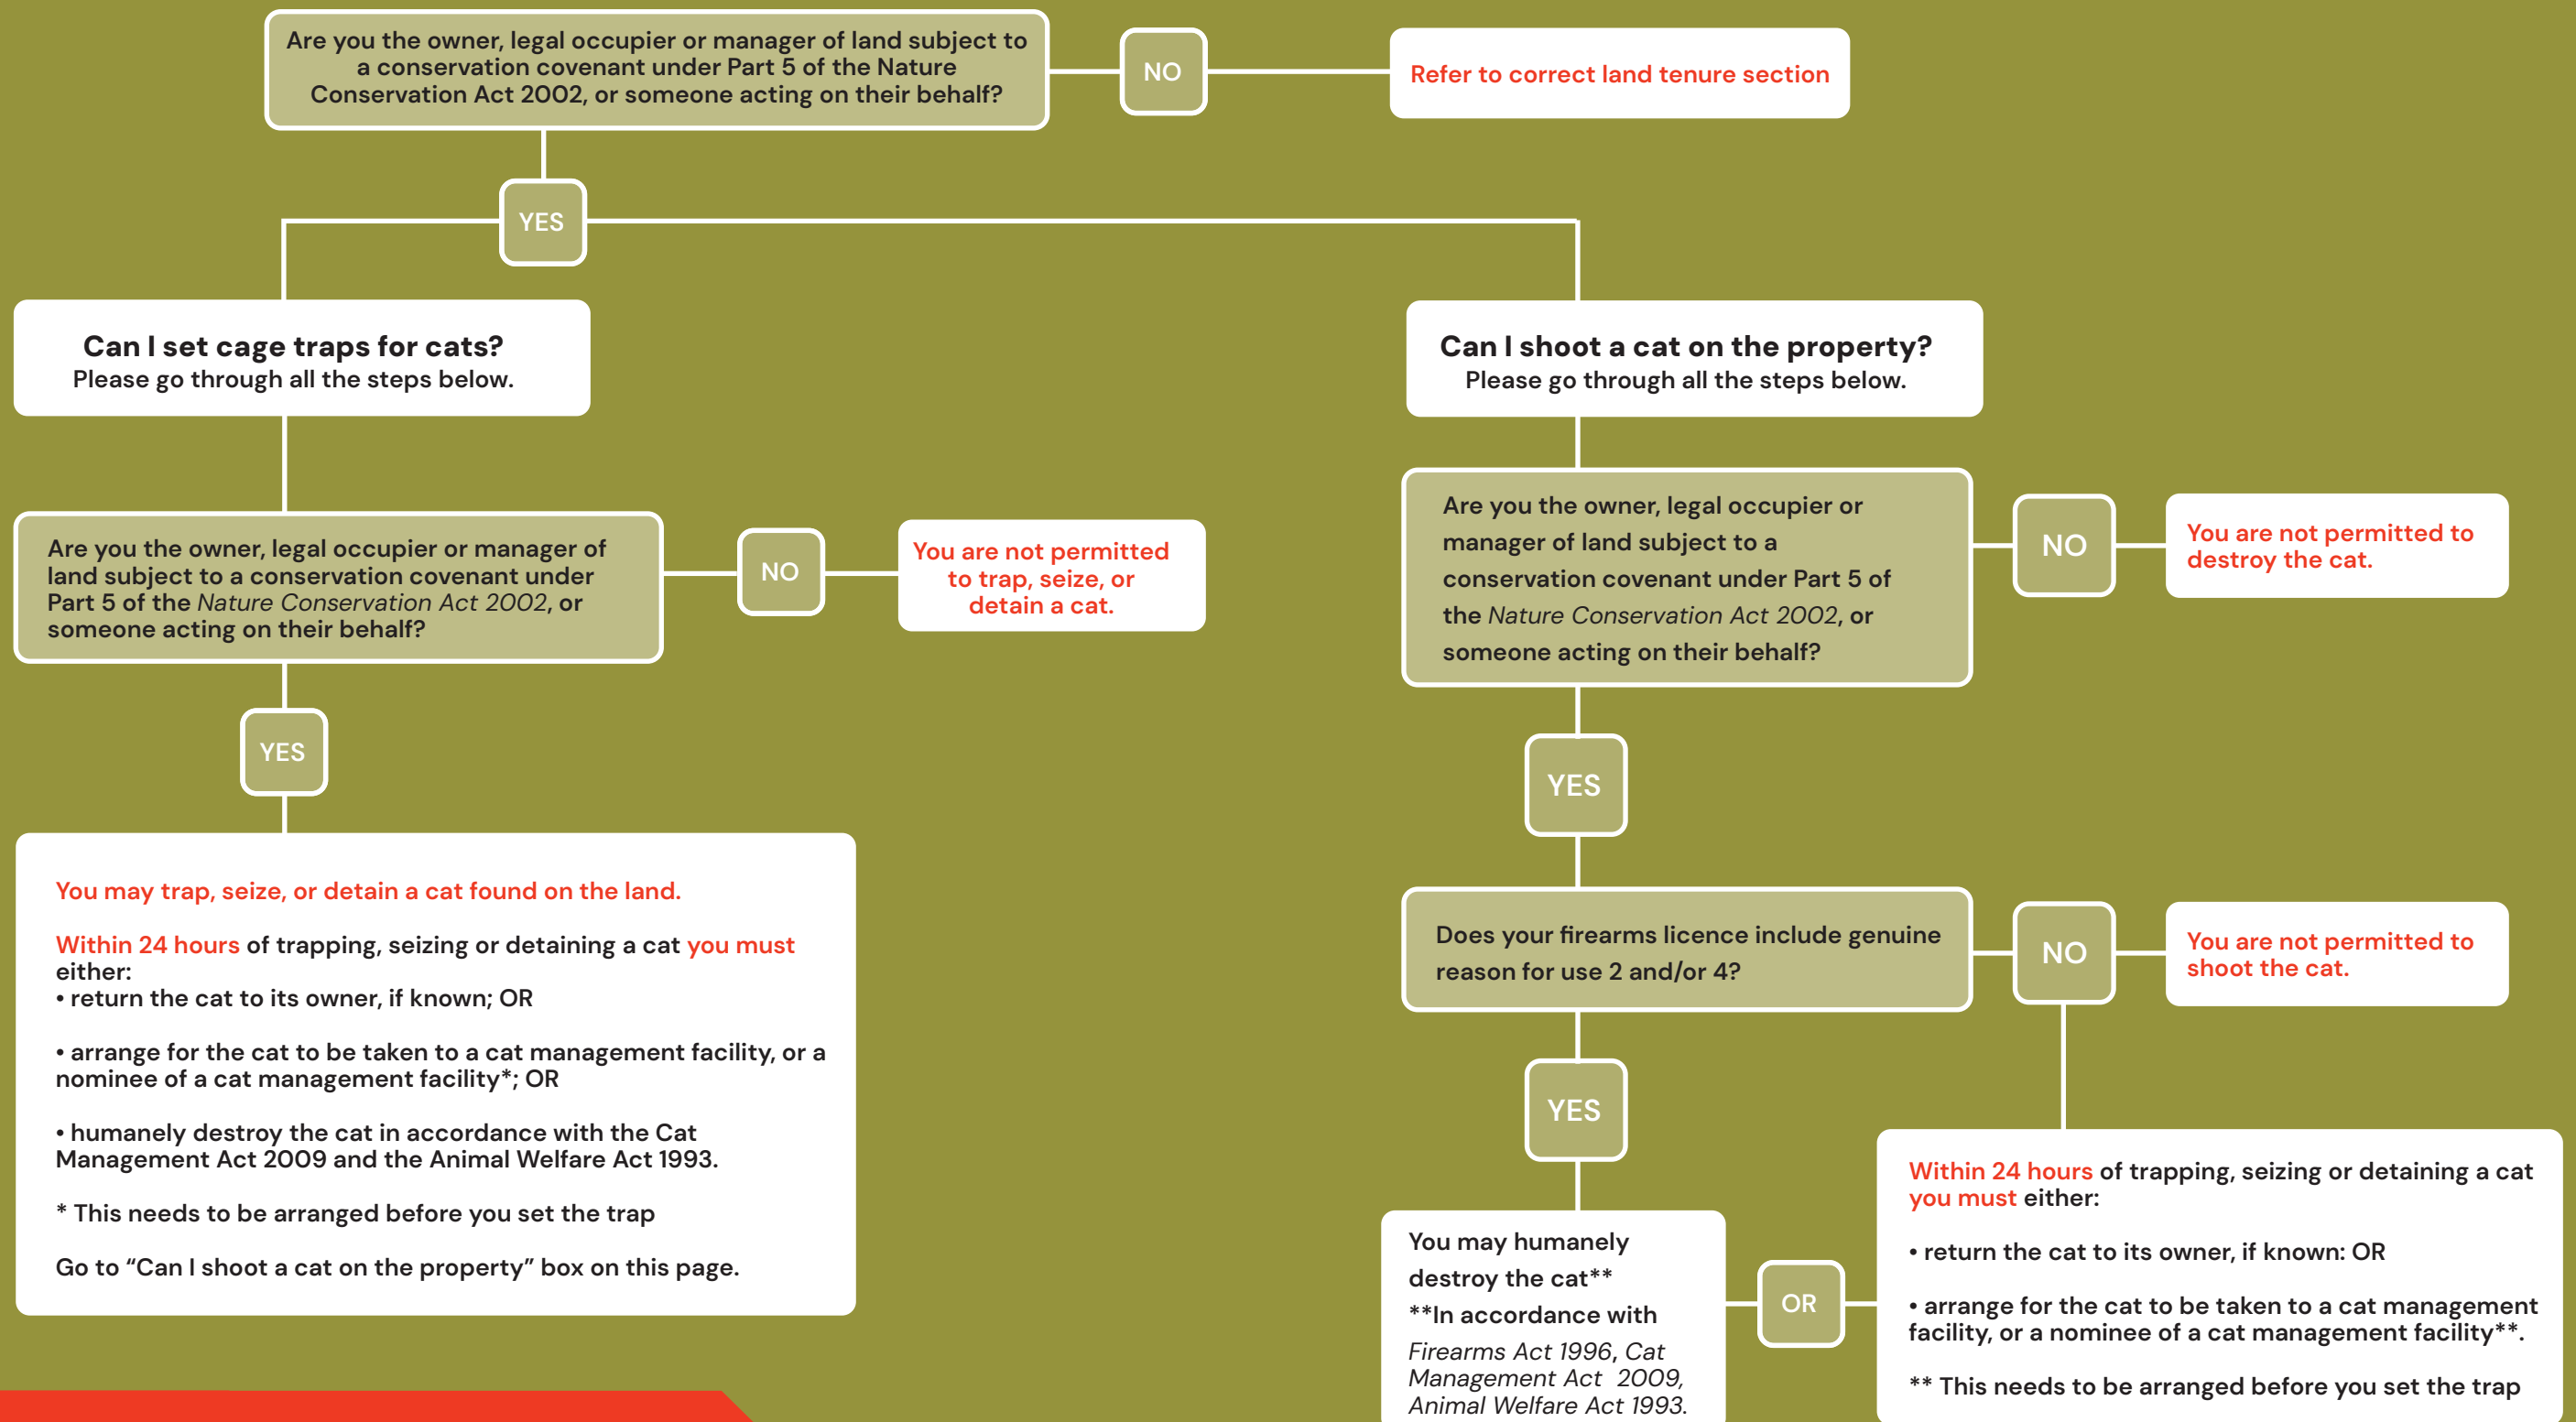 Are you the owner, legal occupier or manager of land subject to
a conservation covenant under Part 5 of the Nature
Conservation Act 2002, or someone acting on their behalf?
NO
Refer to correct land tenure section
YES
Can I set cage traps for cats?
Please go through all the steps below.
Are you the owner, legal occupier or manager of
land subject to a conservation covenant under
Part 5 of the Nature Conservation Act 2002, or
someone acting on their behalf?
NO
You are not permitted
to trap, seize, or
detain a cat.
YES
You may trap, seize, or detain a cat found on the land.
Within 24 hours of trapping, seizing or detaining a cat you must
either:
• return the cat to its owner, if known; OR
• arrange for the cat to be taken to a cat management facility, or a
nominee of a cat management facility*; OR
• humanely destroy the cat in accordance with the Cat
Management Act 2009 and the Animal Welfare Act 1993.
* This needs to be arranged before you set the trap
Go to “Can I shoot a cat on the property” box on this page.
Can I shoot a cat on the property?
Please go through all the steps below.
Are you the owner, legal occupier or
manager of land subject to a
conservation covenant under Part 5 of
the Nature Conservation Act 2002, or
someone acting on their behalf?
NO
You are not permitted to
destroy the cat.
YES
Does your firearms licence include genuine
reason for use 2 and/or 4?
NO
You are not permitted to
shoot the cat.
YES
You may humanely
destroy the cat**
**In accordance with
Firearms Act 1996, Cat
Management Act 2009,
Animal Welfare Act 1993.
OR
Within 24 hours of trapping, seizing or detaining a cat
you must either:
• return the cat to its owner, if known: OR
• arrange for the cat to be taken to a cat management
facility, or a nominee of a cat management facility**.
** This needs to be arranged before you set the trap